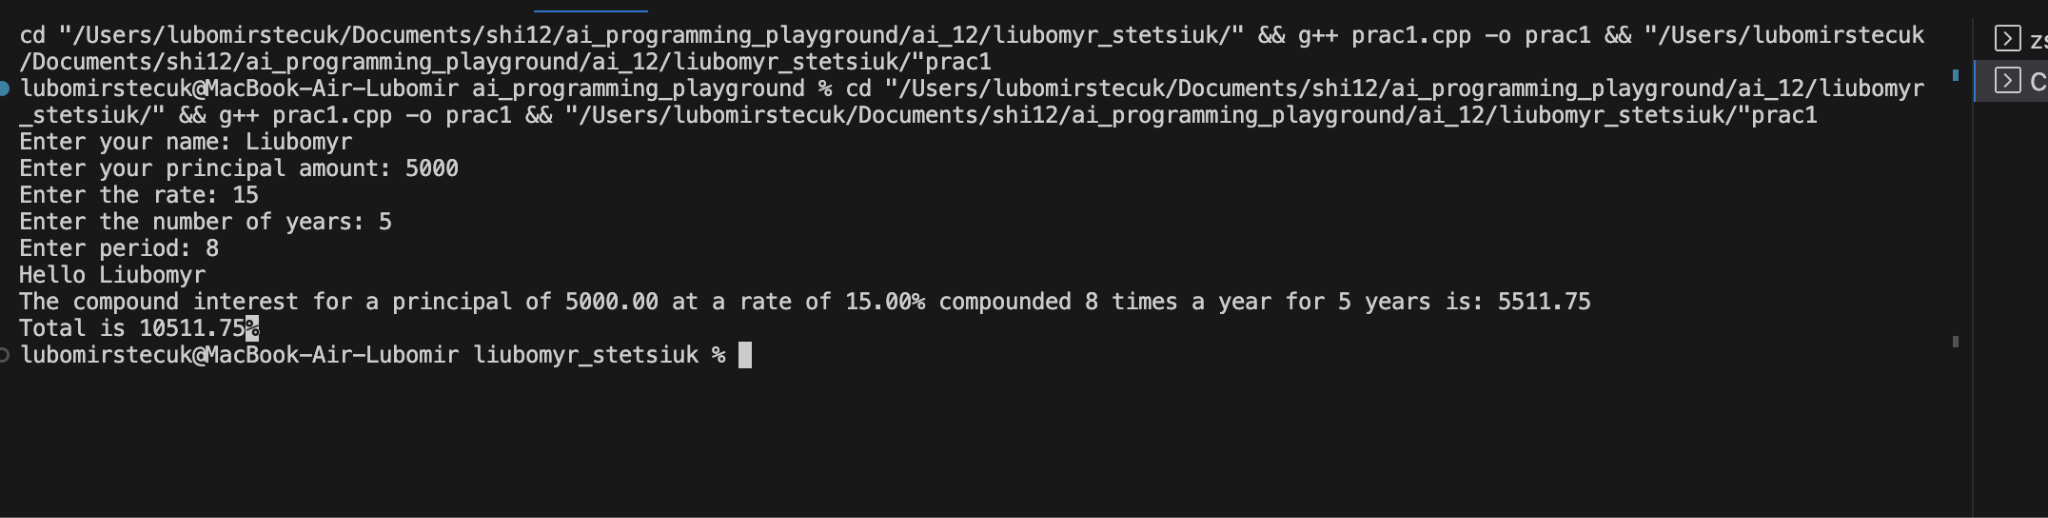 cd "/Users/lubomirstecuk/Documents/shi12/ai_programming_playground/ai_12/liubomyr_stetsiuk/" && g++ prac1.cpp -o prac1 && "/Users/lubomirstecuk
/Documents/shi12/ai_programming_playground/ai_12/liubomyr_stetsiuk/"prac1
lubomirstecuk@MacBook-Air-Lubomir ai_programming_playground % cd "/Users/lubomirstecuk/Documents/shi12/ai_programming_playground/ai_12/liubomyr
_stetsiuk/" && g++ prac1.cpp -o prac1 && "/Users/lubomirstecuk/Documents/shi12/ai_programming_playground/ai_12/liubomyr_stetsiuk/"prac1
Enter your name: Liubomyr
Enter your principal amount: 5000
Enter the rate: 15
Enter the number of years: 5
Enter period: 8
Hello Liubomyr
The compound interest for a principal of 5000.00 at a rate of 15.00% compounded 8 times a year for 5 years is: 5511.75
Total is 10511.75%
lubomirstecuk@MacBook-Air-Lubomir liubomyr_stetsiuk %